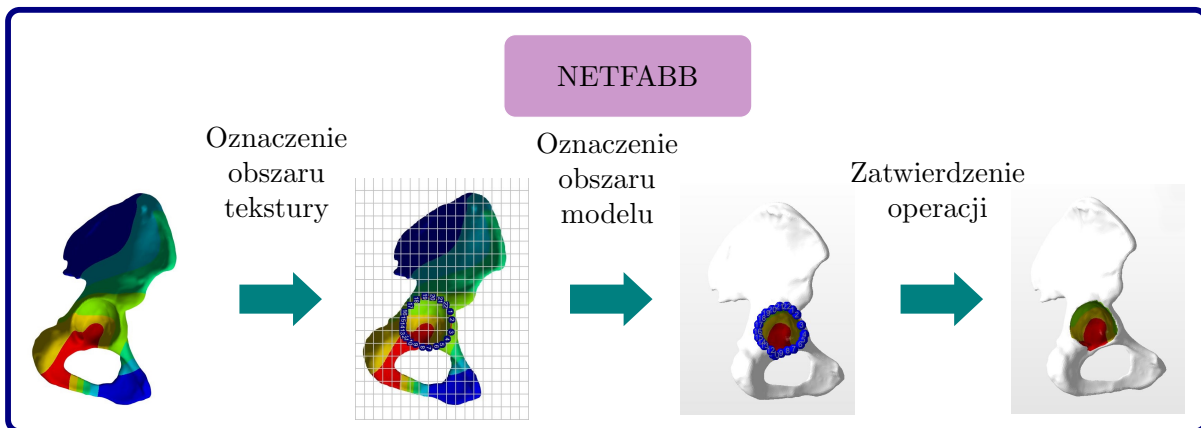 NETFABB
Oznaczenie
obszaru
tekstury
Oznaczenie
obszaru
modelu
Zatwierdzenie
operacji